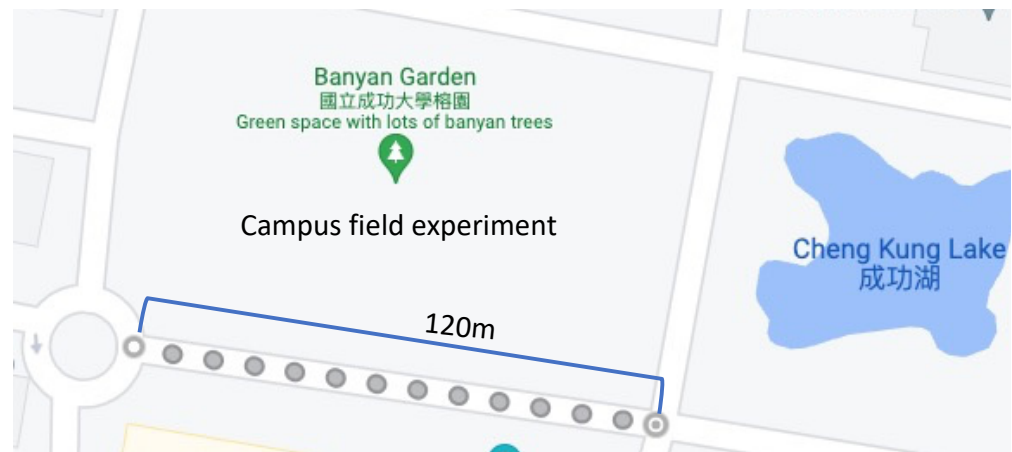 Banyan Garden
國立成功大學榕園
Green space with lots of banyan trees
Campus field experiment
Cheng Kung Lake
成功湖
120m